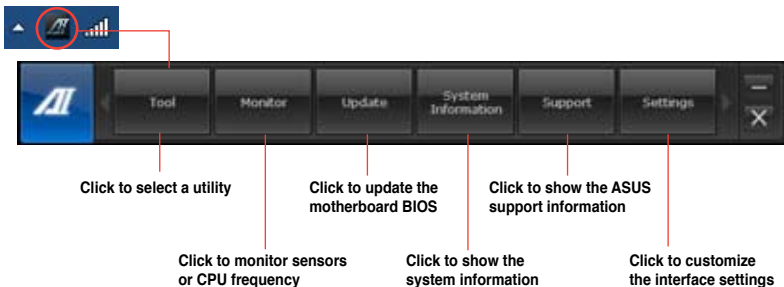 Tool
Monitor
Update
System
Information
Support
Settings
Click to select a utility
Click to update the
motherboard BIOS
Click to show the ASUS
support information
Click to monitor sensors
or CPU frequency
Click to show the
system information
Click to customize
the interface settings